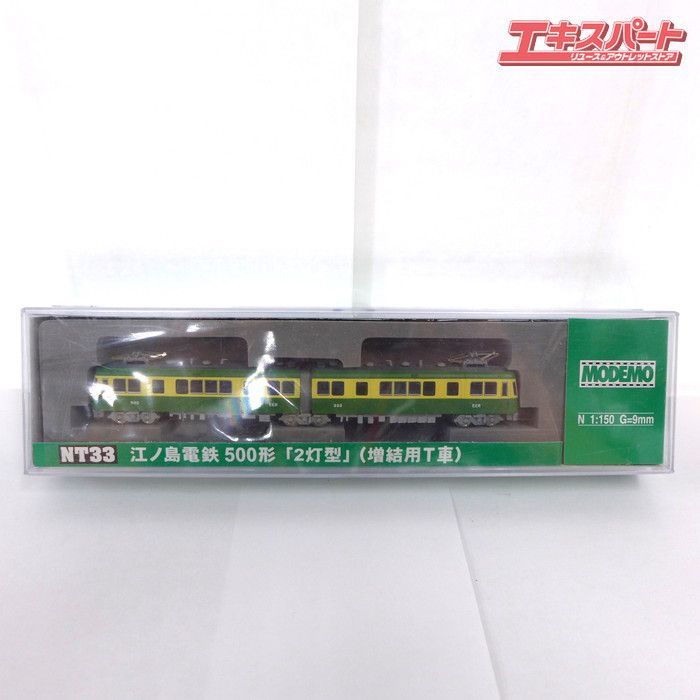 エキスパート
リユース&アウトレットストア
MODEMO
N 1:150 G=9mm
NT33 江ノ島電鉄 500形「2灯型」(増結用T車)